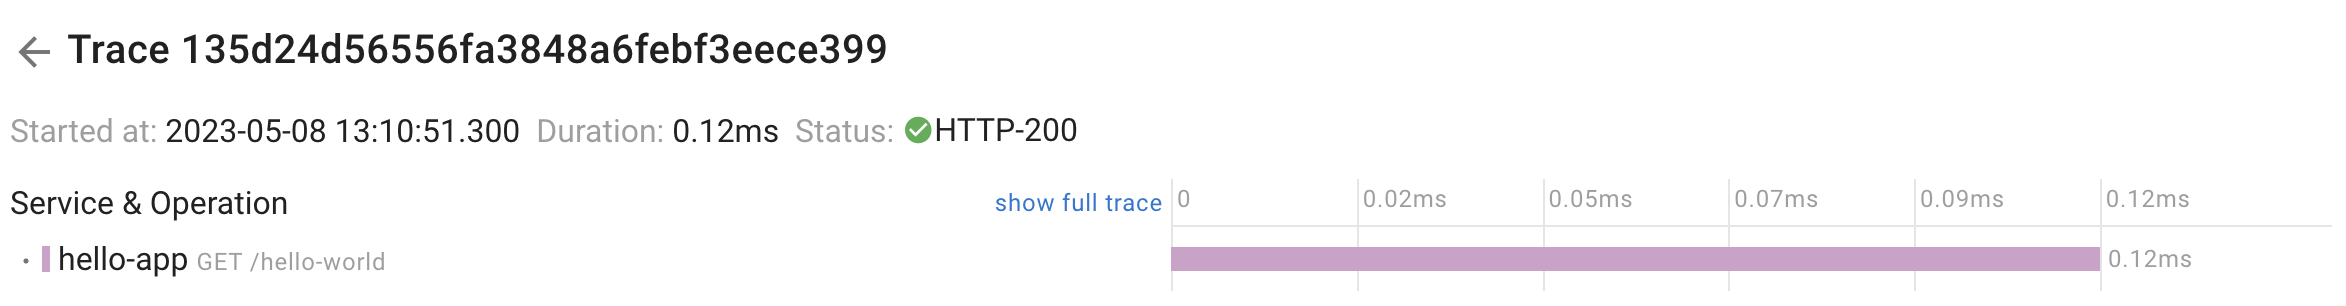 Trace 135d24d56556fa3848a6febf3eece399
Started at: 2023-05-08 13:10:51.300 Duration: 0.12ms Status: HTTP-200
Service & Operation show full trace 0 0.02ms 0.05ms 0.07ms 0.09ms 0.12ms
hello-app GET /hello-world 0.12ms